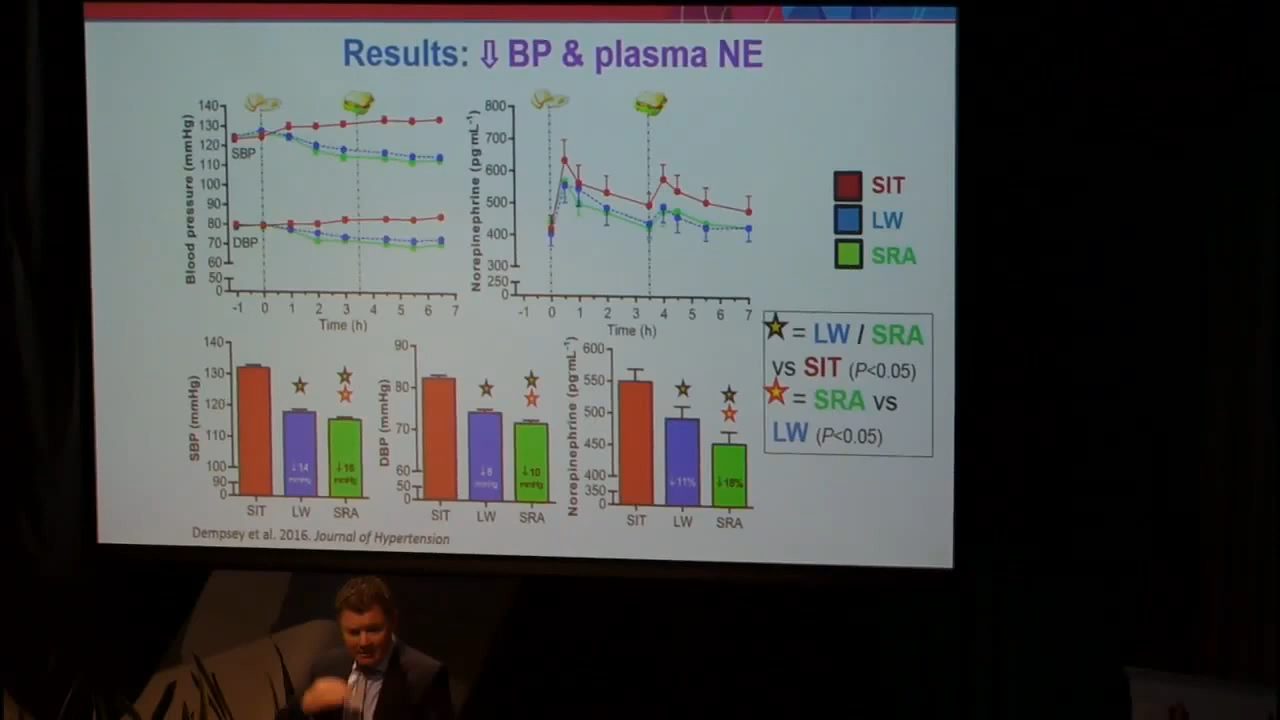 Results: ⇩ BP & plasma NE
Blood pressure (mmHg)
140
130
120
110
100
90
80
70
60
50
0
SBP
DBP
-1 0 1 2 3 4 5 6 7
Time (h)
Norepinephrine (pg mL⁻¹)
800
700
600
500
400
300
250
0
-1 0 1 2 3 4 5 6 7
Time (h)
SIT
LW
SRA
SBP (mmHg)
140
130
120
110
100
90
0
↓14
mmHg
↓16
mmHg
SIT LW SRA
DBP (mmHg)
90
80
70
60
50
0
↓8
mmHg
↓10
mmHg
SIT LW SRA
Norepinephrine (pg mL⁻¹)
600
550
500
450
400
350
0
↓11%
↓18%
SIT LW SRA
= LW / SRA
vs SIT (P<0.05)
= SRA vs
LW (P<0.05)
Dempsey et al. 2016. Journal of Hypertension